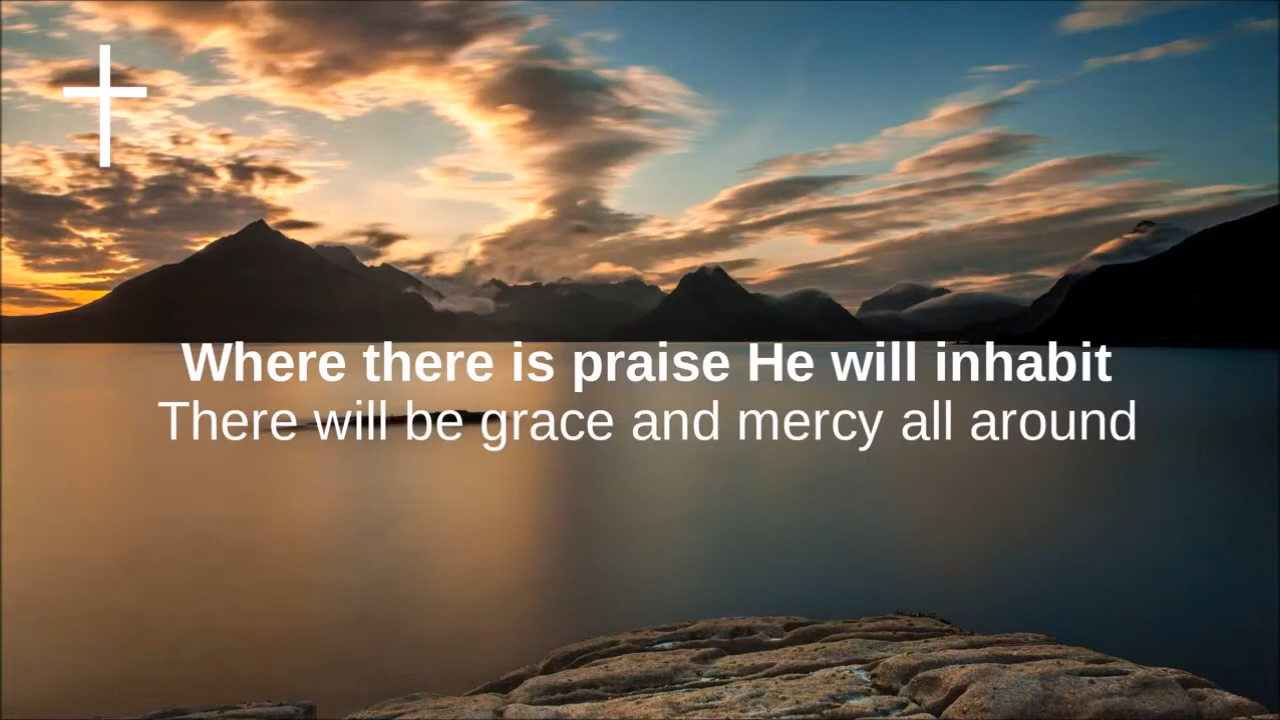 Where there is praise He will inhabit
There will be grace and mercy all around